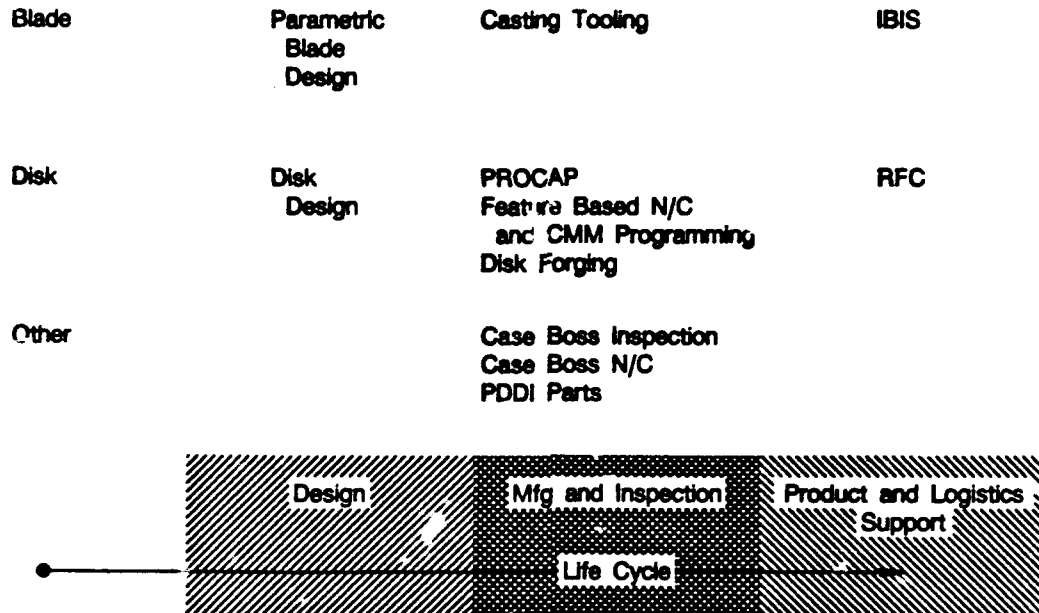 Blade Parametric Casting Tooling IBIS
Blade
Design
Disk Disk PROCAP RFC
Design Feature Based N/C
and CMM Programming
Disk Forging
Other Case Boss Inspection
Case Boss N/C
PDDI Parts
Design Mfg and Inspection Product and Logistics
Support
Life Cycle